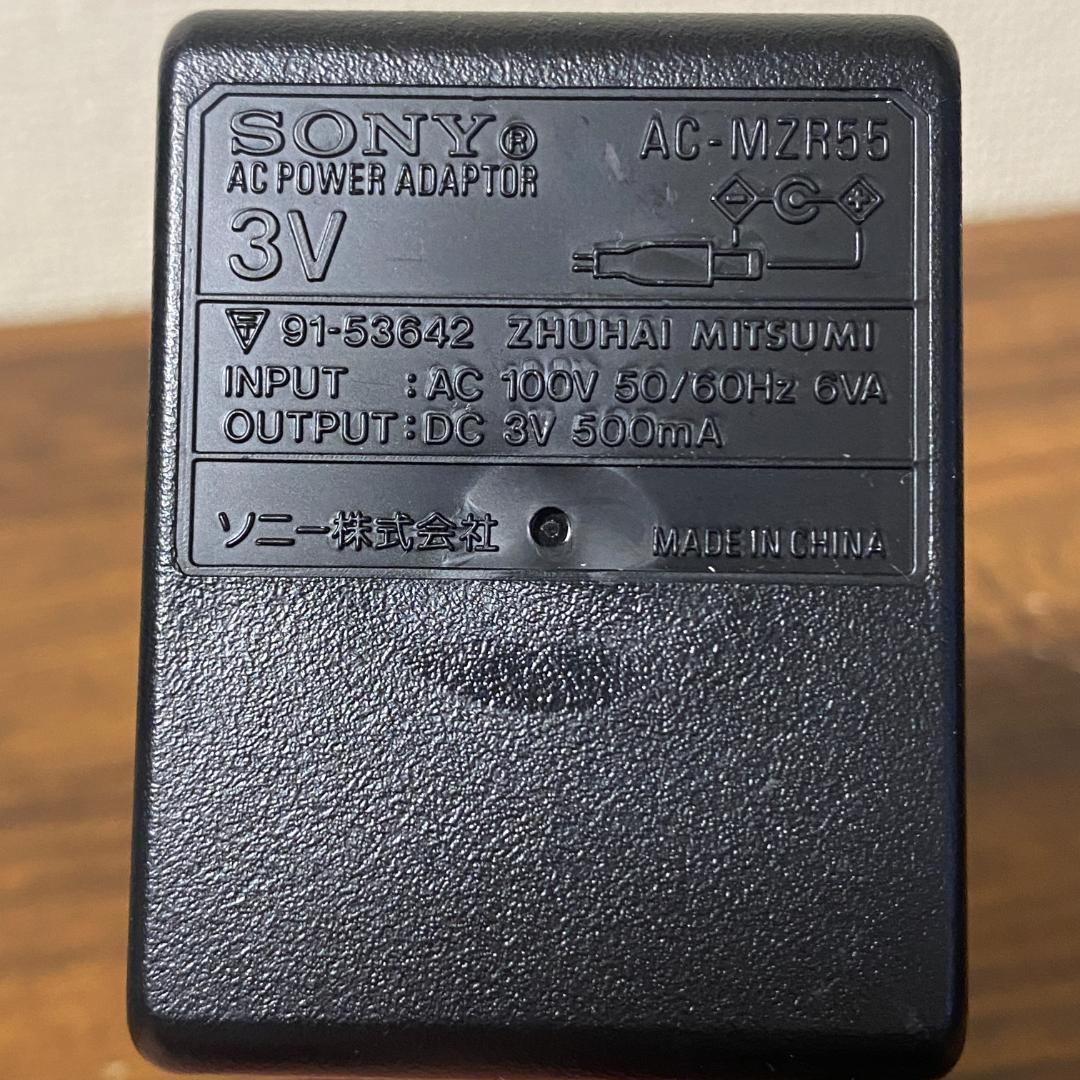 SONY® AC-MZR55
AC POWER ADAPTOR
3V
- C +
〒 91-53642 ZHUHAI MITSUMI
INPUT : AC 100V 50/60Hz 6VA
OUTPUT : DC 3V 500mA
ソニー株式会社 MADE IN CHINA